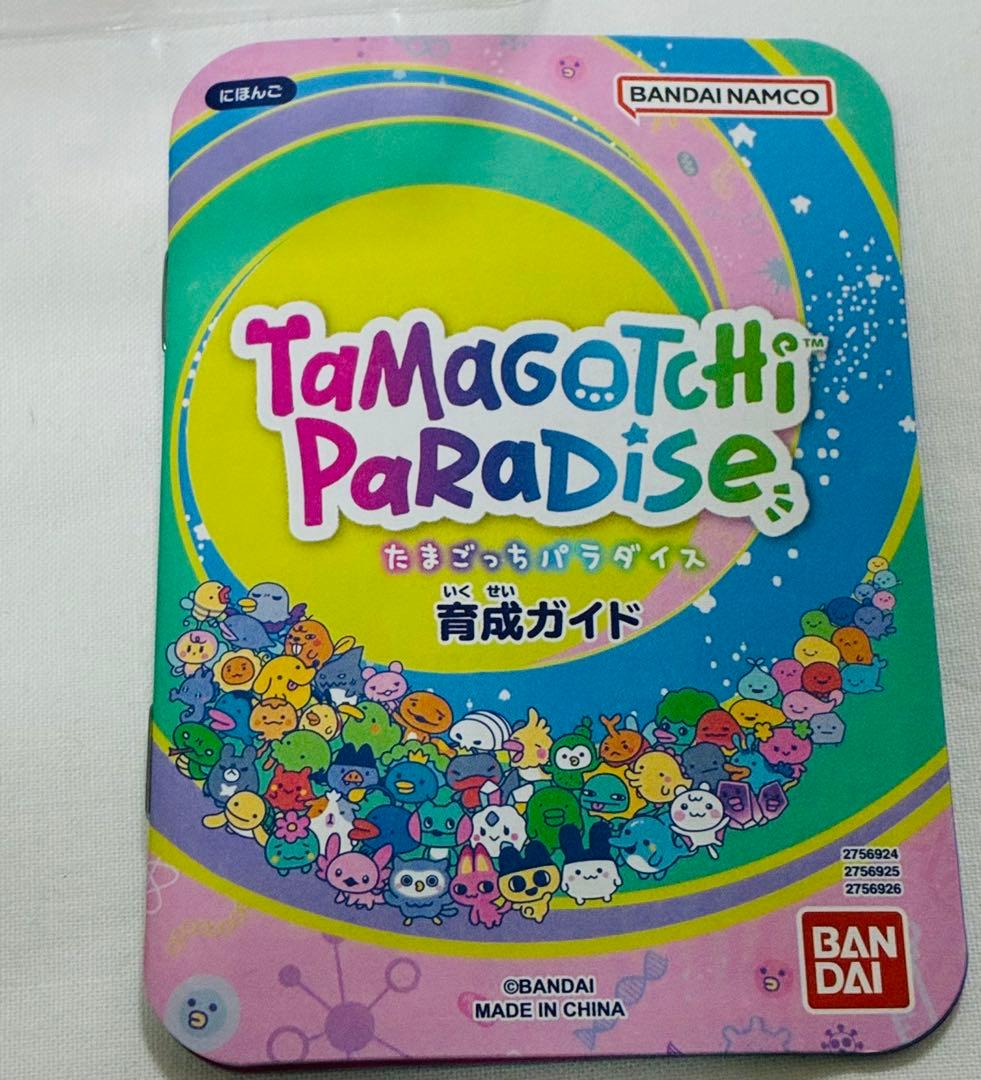 にほんご
BANDAI NAMCO
TaMaGOTCHi™
PaRaDiSe
たまごっちパラダイス
いく せい
育成ガイド
2756924
2756925
2756926
BAN
DAI
©BANDAI
MADE IN CHINA